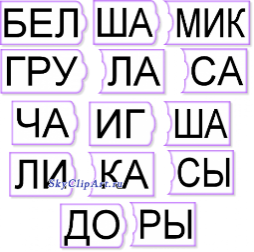 БЕЛ ША МИК
ГРУ ЛА СА
ЧА ИГ ША
ЛИ КА СЫ
SkyClipArt.ru
ДО РЫ